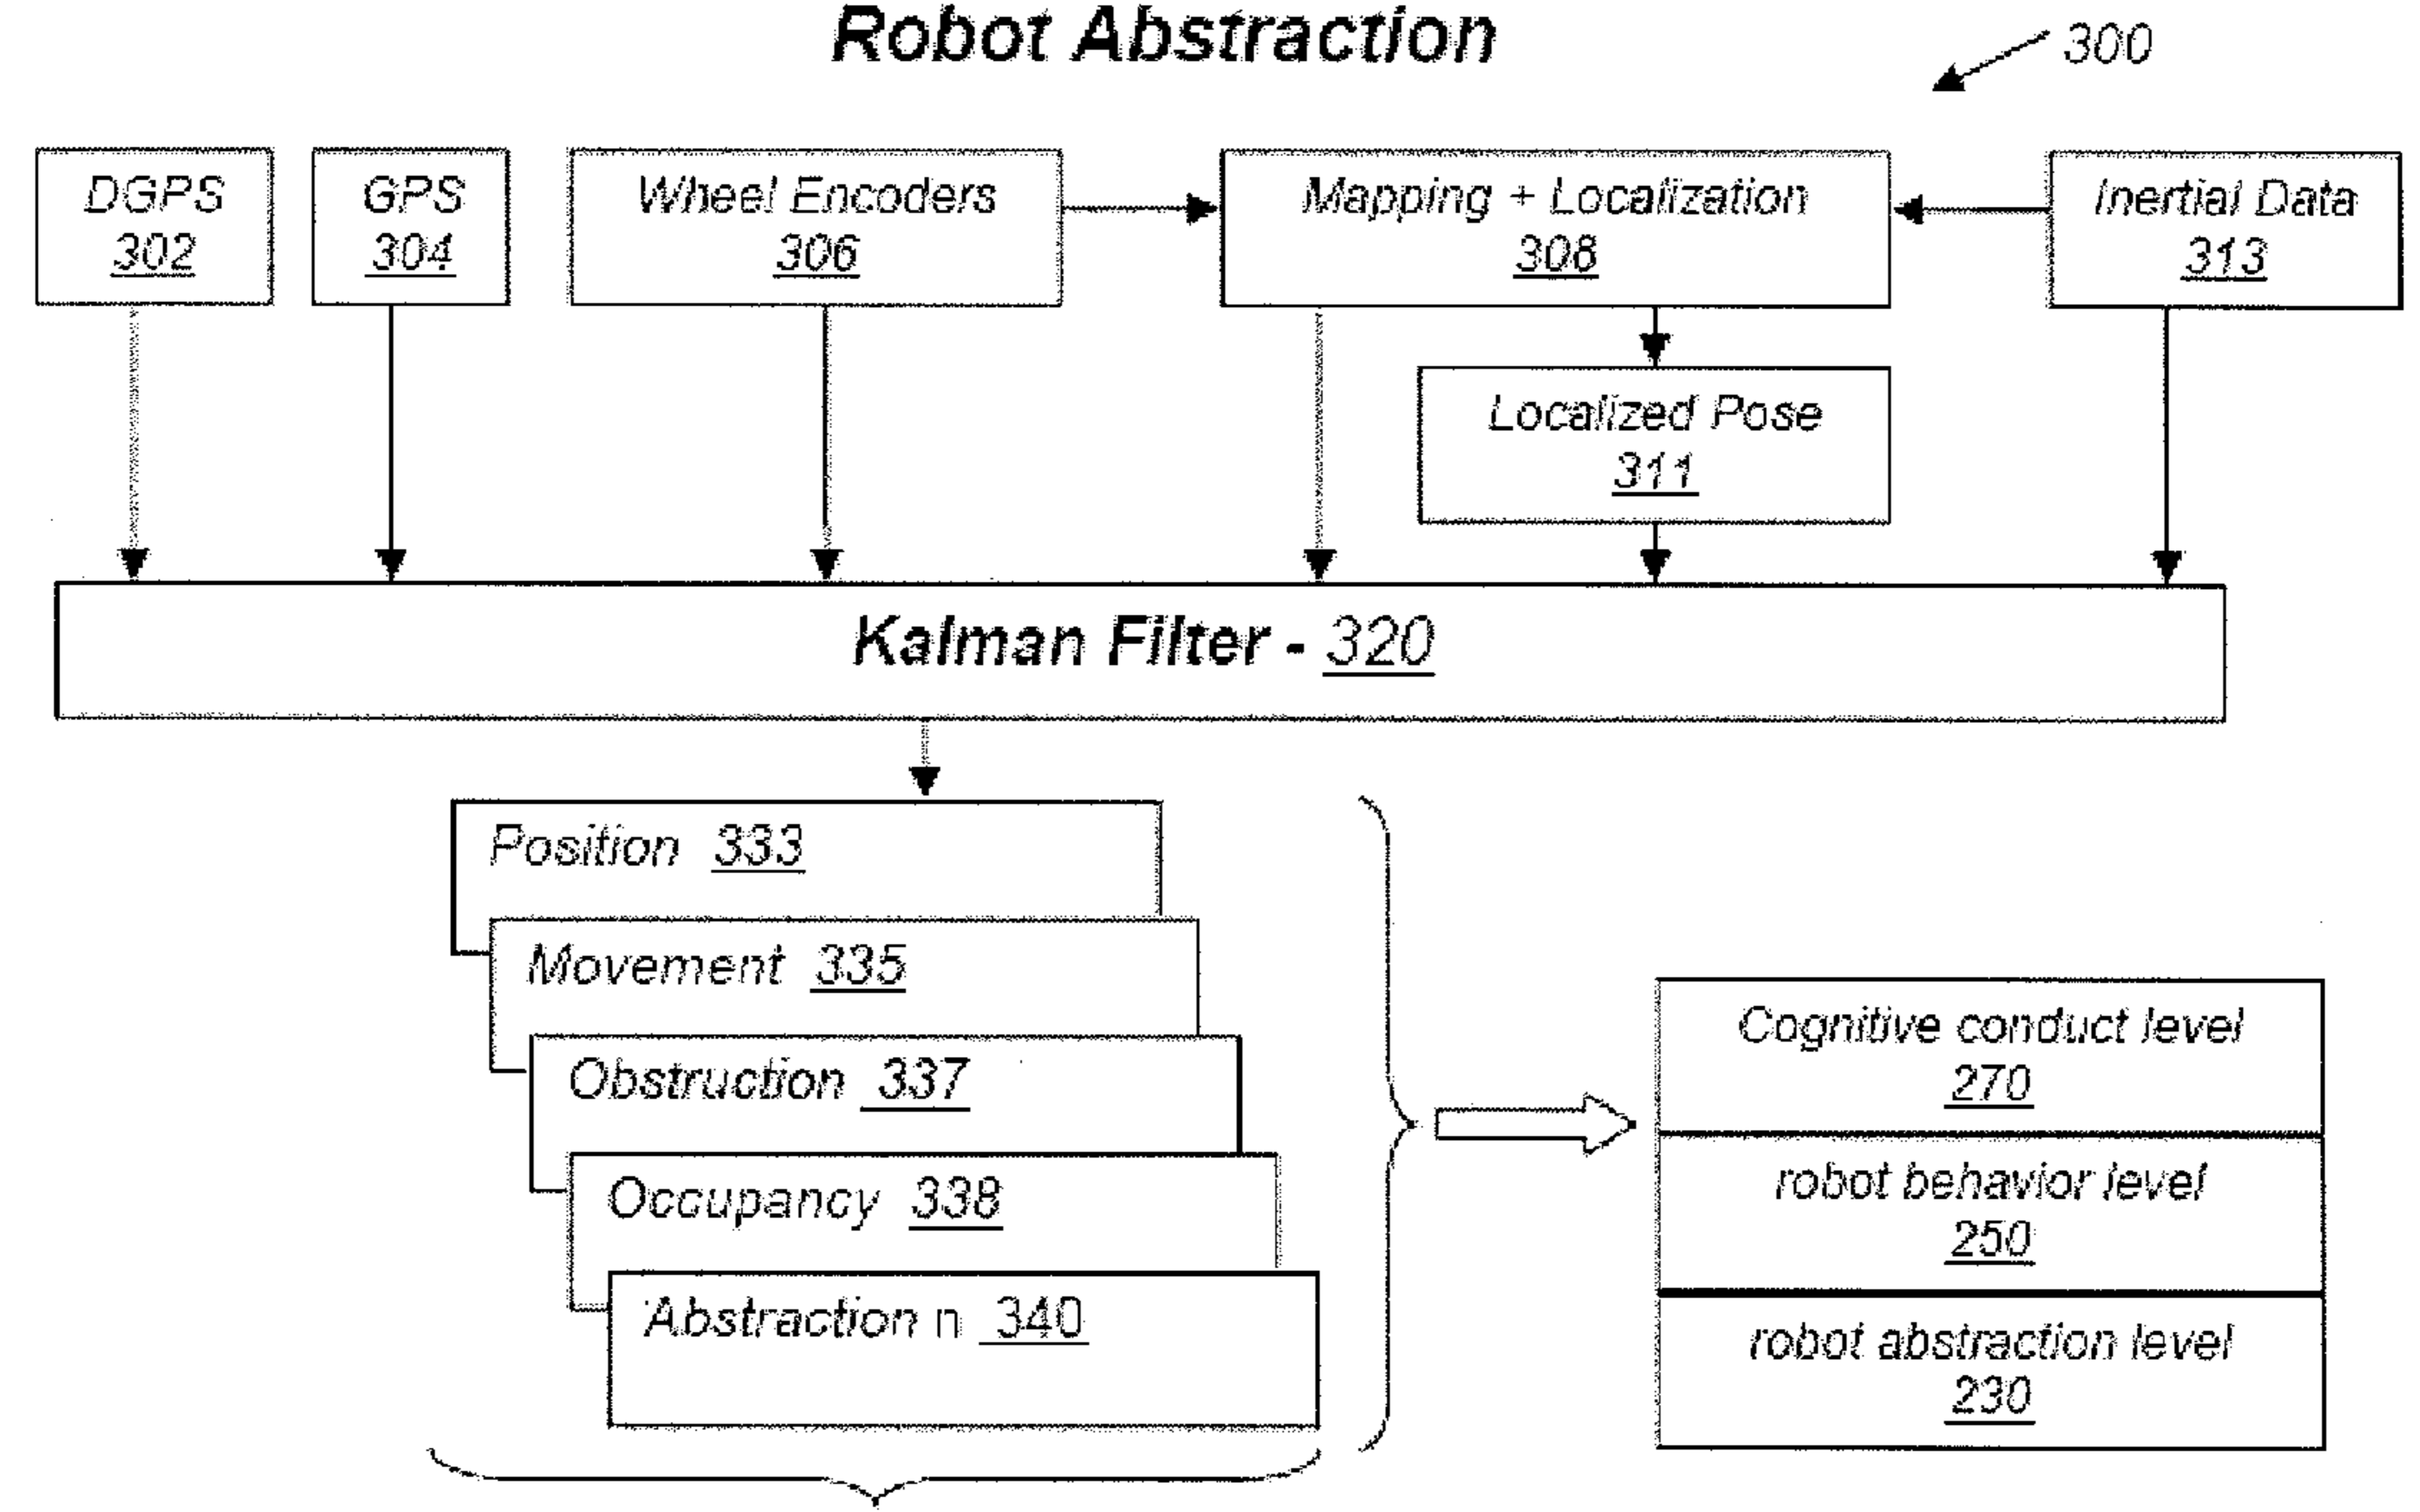 Robot Abstraction
300
DGPS
302
GPS
304
Wheel Encoders
306
Mapping + Localization
308
Inertial Data
313
Localized Pose
311
Kalman Filter - 320
Position 333
Movement 335
Obstruction 337
Occupancy 338
Abstraction n 340
Cognitive conduct level
270
robot behavior level
250
robot abstraction level
230